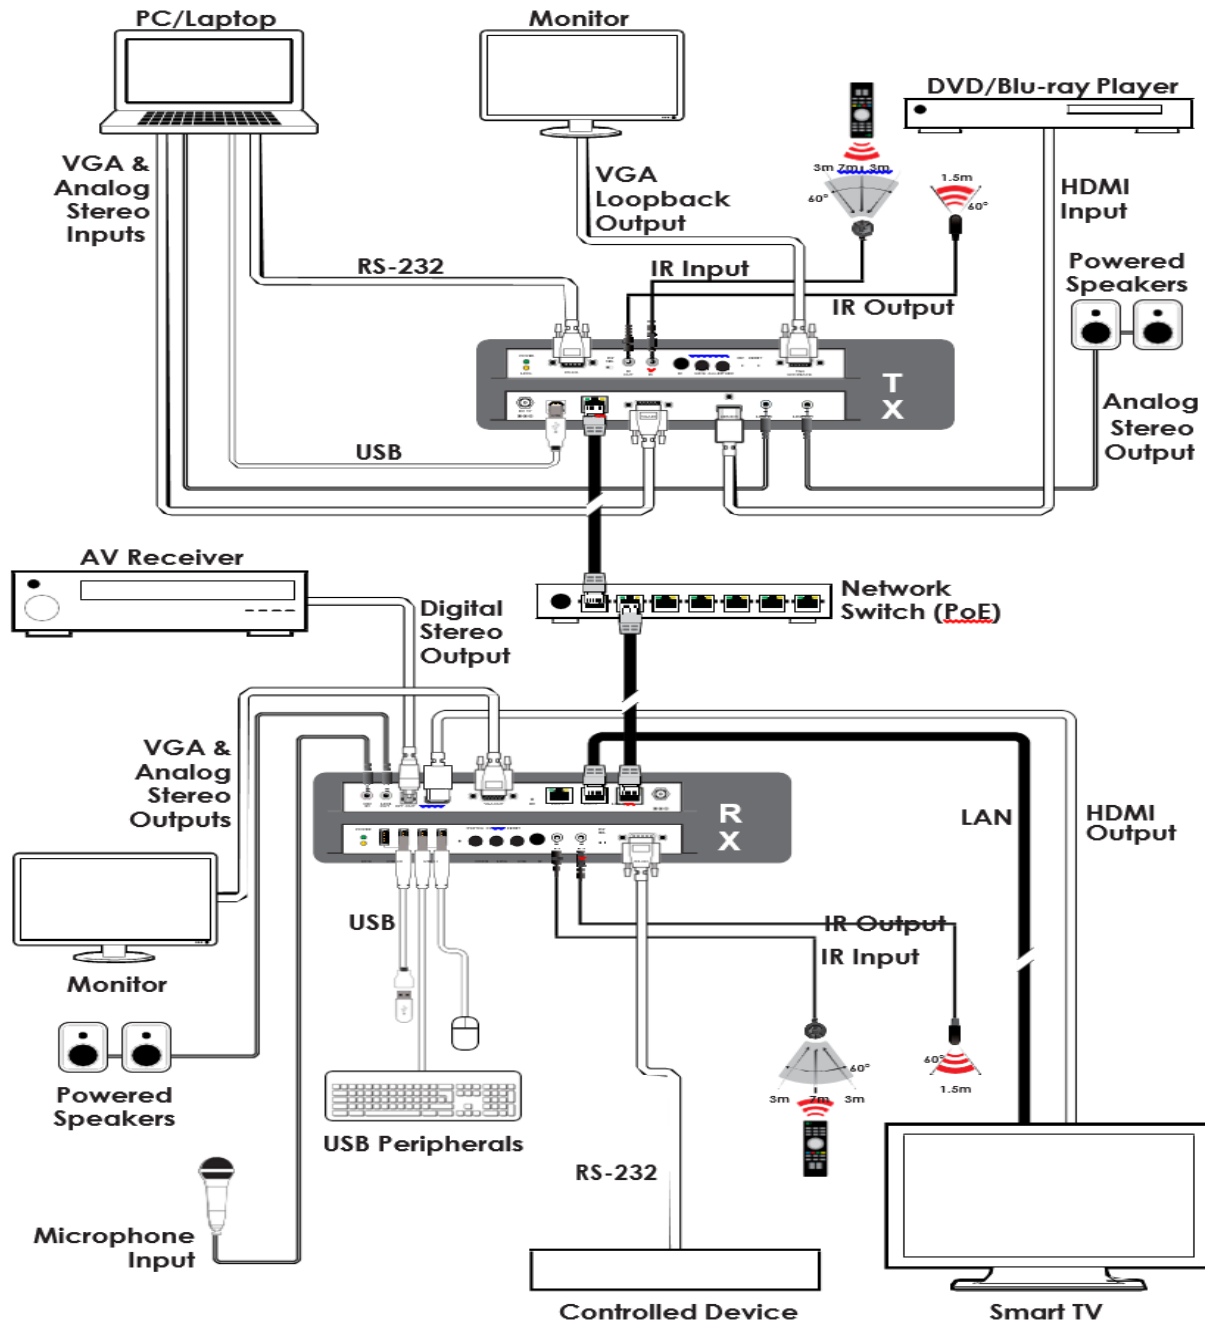 PC/Laptop
Monitor
DVD/Blu-ray Player
VGA &
Analog
Stereo
Inputs
VGA
Loopback
Output
3m 7m 3m
60°
1.5m
60°
HDMI
Input
RS-232
IR Input
IR Output
Powered
Speakers
T
X
USB
Analog
Stereo
Output
AV Receiver
Digital
Stereo
Output
Network
Switch (PoE)
VGA &
Analog
Stereo
Outputs
R
X
LAN
HDMI
Output
USB
IR Output
IR Input
Monitor
60°
3m 7m 3m
60°
1.5m
Powered
Speakers
USB Peripherals
RS-232
Microphone
Input
Controlled Device
Smart TV